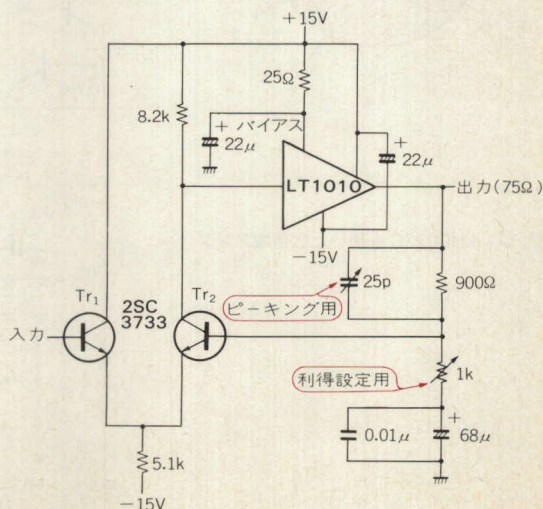 +15V
25Ω
8.2k
+ バイアス
22μ
+
22μ
LT1010
出力(75Ω)
−15V
Tr₁
2SC
3733
Tr₂
25p
900Ω
ピーキング用
入力
利得設定用
1k
0.01μ
+
68μ
5.1k
−15V